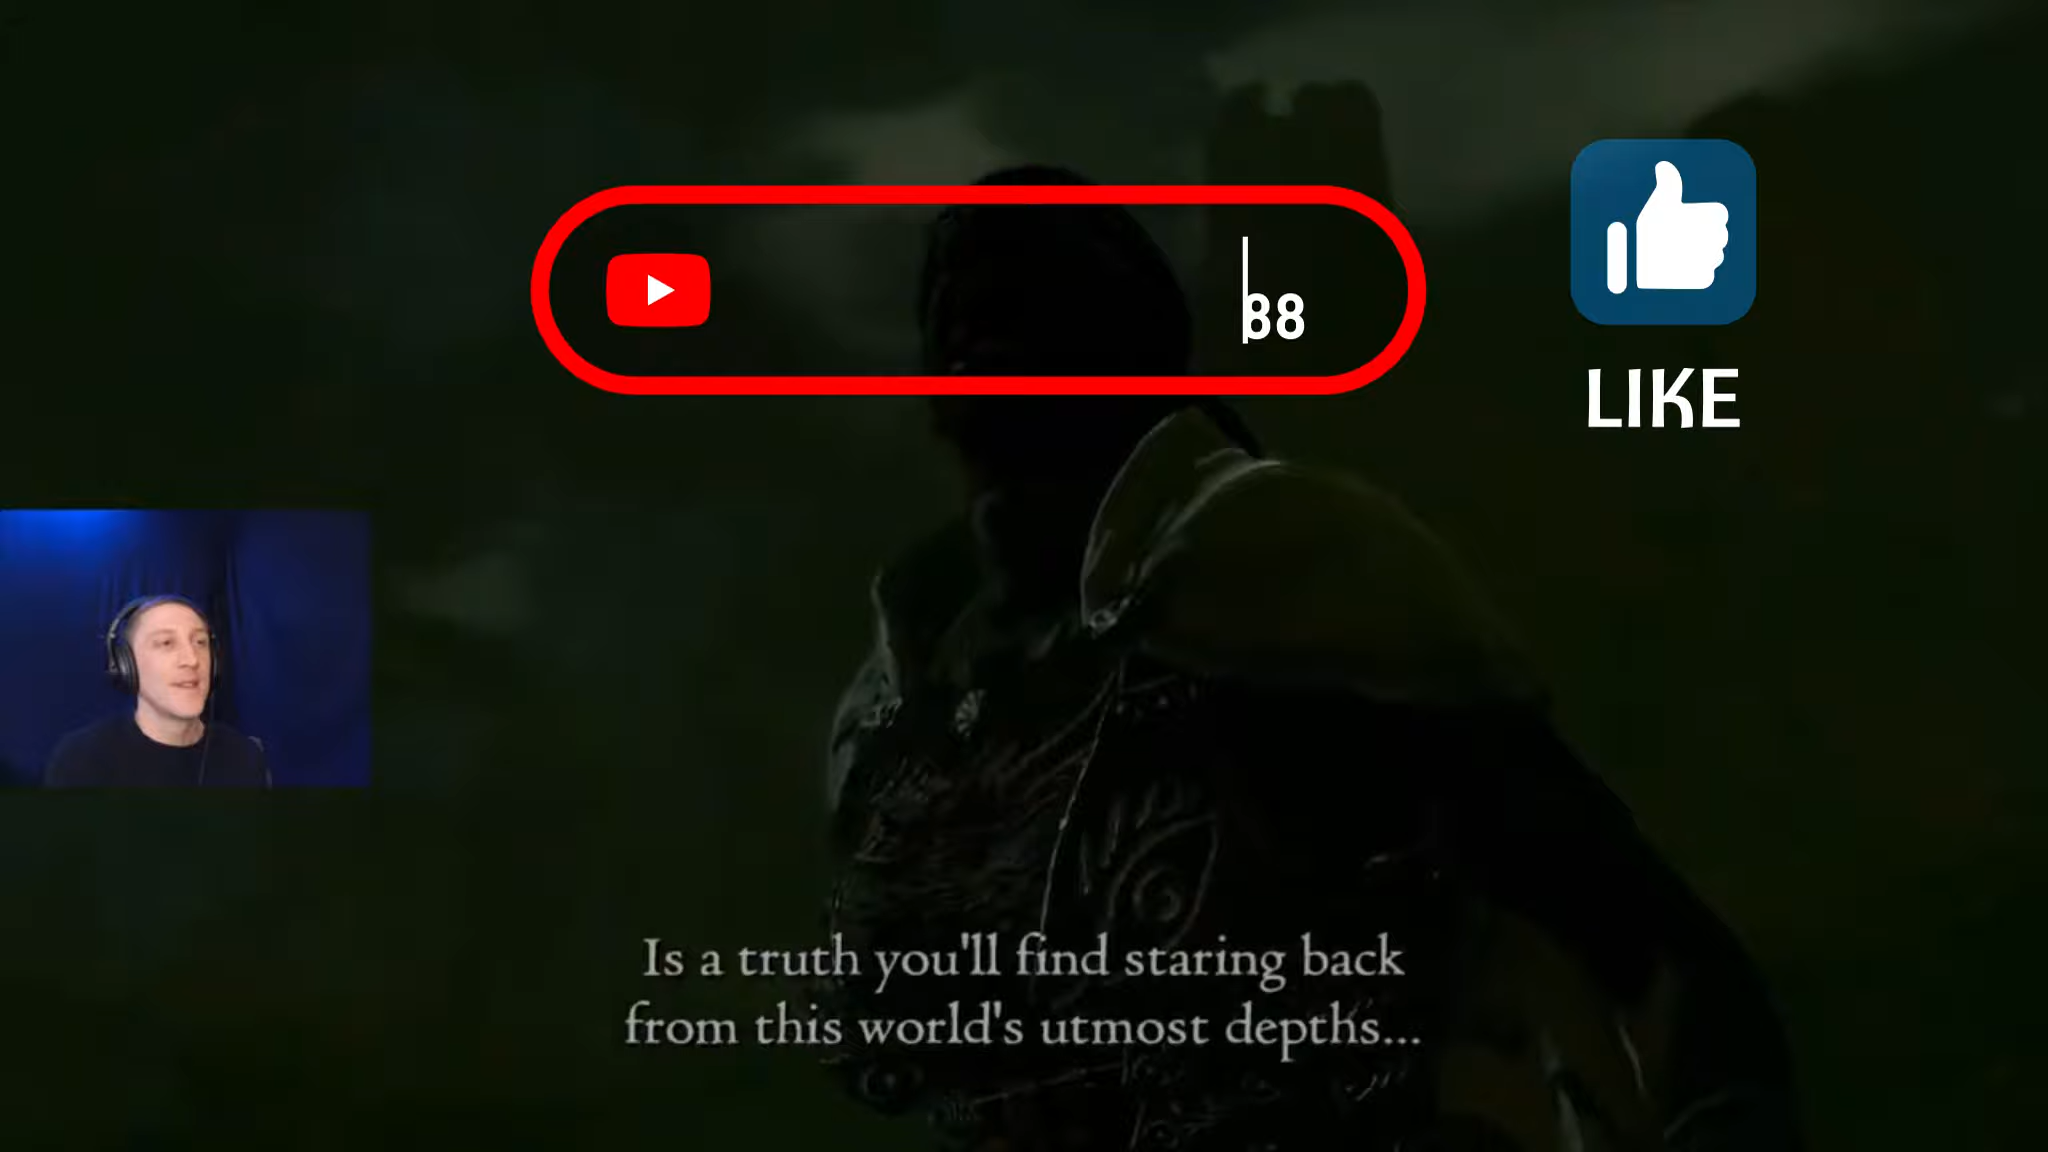 88
LIKE
Is a truth you'll find staring back
from this world's utmost depths...